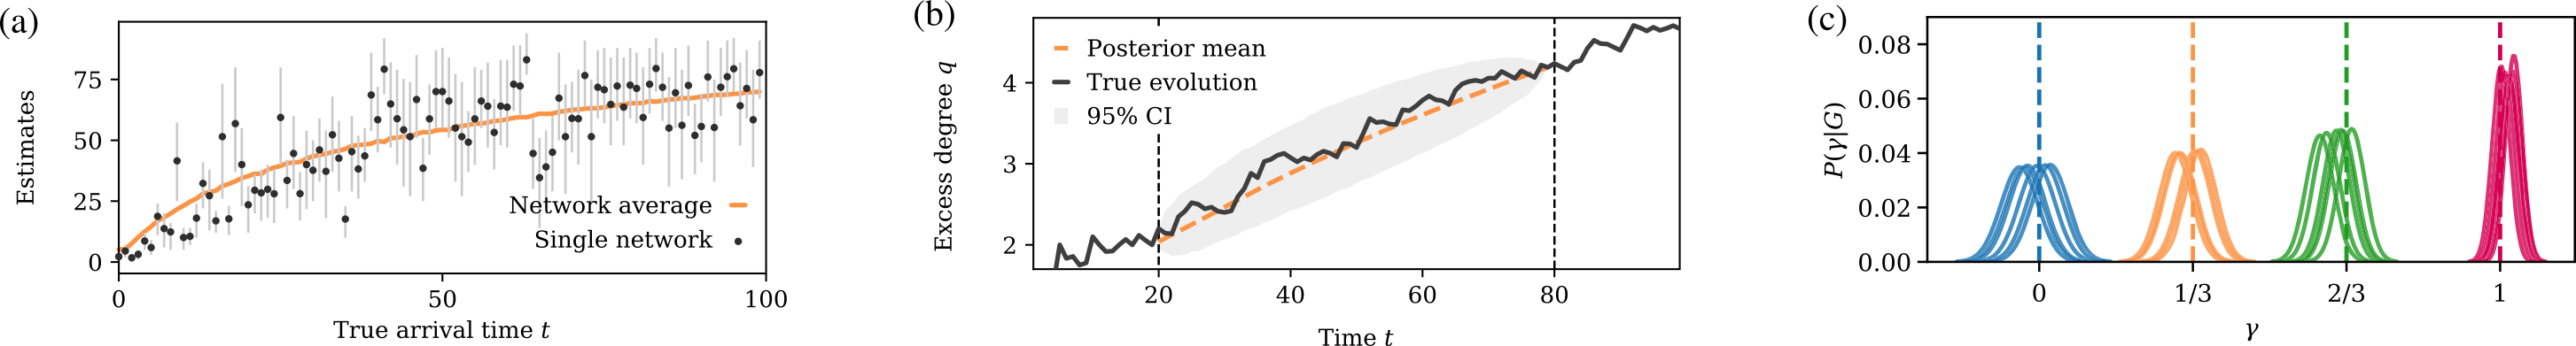 (a)
Estimates
75
50
25
0
Network average
Single network
0
50
100
True arrival time t
(b)
Excess degree q
4
3
2
Posterior mean
True evolution
95% CI
20
40
60
80
Time t
(c)
P(γ|G)
0.08
0.06
0.04
0.02
0.00
0
1/3
2/3
1
γ